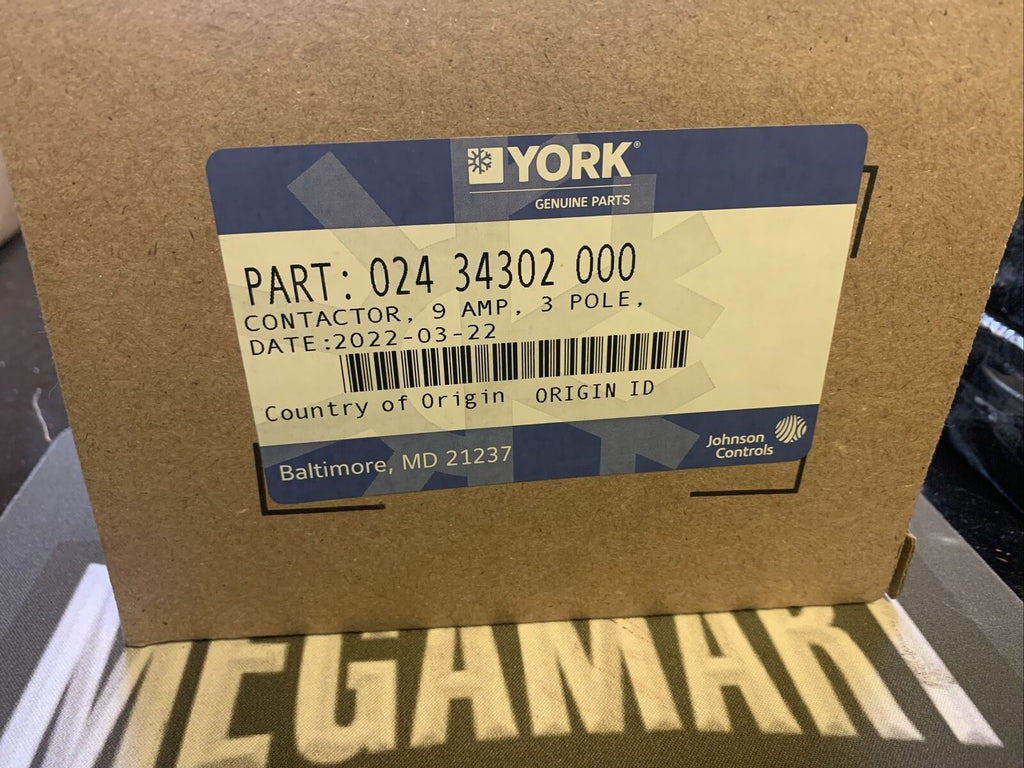 YORK®
GENUINE PARTS
PART: 024 34302 000
CONTACTOR, 9 AMP, 3 POLE,
DATE:2022-03-22
Country of Origin ORIGIN ID
Baltimore, MD 21237
Johnson
Controls
MEGAMART